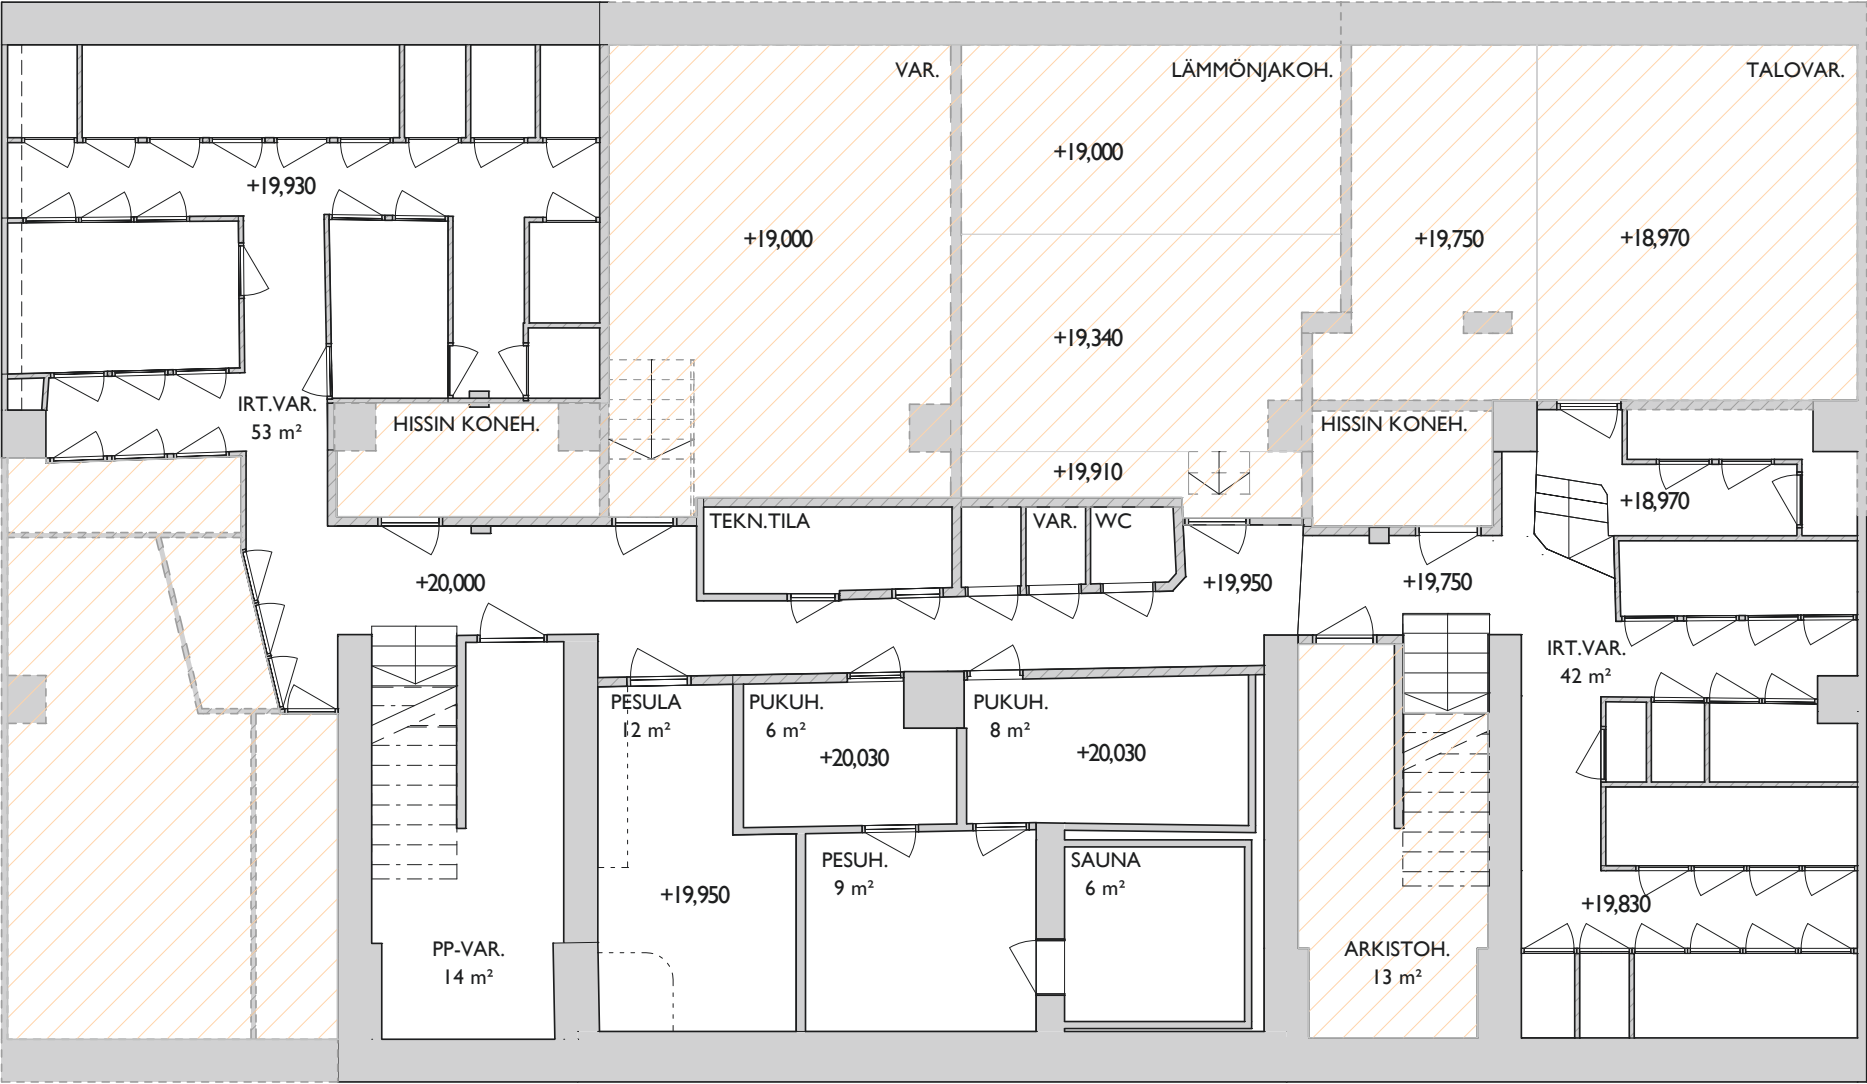 VAR.
LÄMMÖNJAKOH.
TALOVAR.
+19,000
+19,930
+19,000
+19,750
+18,970
+19,340
IRT.VAR.
53 m²
HISSIN KONEH.
HISSIN KONEH.
+19,910
+18,970
TEKN.TILA
VAR.
WC
+20,000
+19,950
+19,750
IRT.VAR.
42 m²
PESULA
12 m²
PUKUH.
6 m²
PUKUH.
8 m²
+20,030
+20,030
PESUH.
9 m²
SAUNA
6 m²
+19,950
+19,830
PP-VAR.
14 m²
ARKISTOH.
13 m²